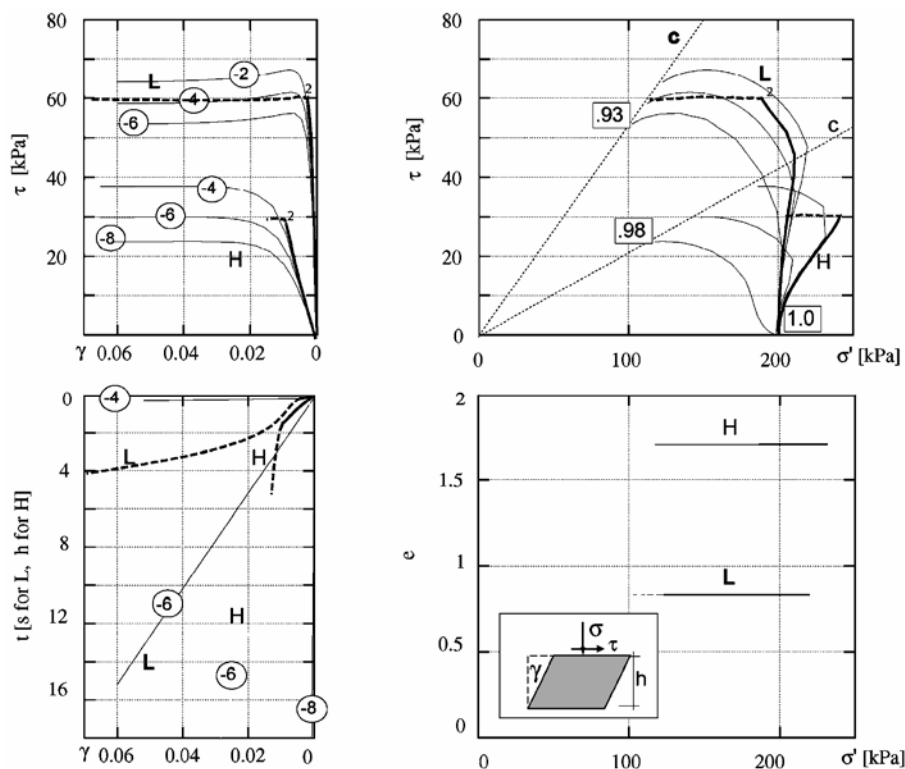 80
60
40
20
0
τ [kPa]
L
-2
2
-4
-6
-4
2
-6
-8
H
γ 0.06 0.04 0.02 0
80
60
40
20
0
τ [kPa]
c
L
2
.93
c
.98
H
1.0
0 100 200 σ' [kPa]
0
4
8
12
16
t [s for L, h for H]
-4
L
H
-6
H
L
-6
-8
γ 0.06 0.04 0.02 0
2
1.5
1
0.5
0
e
H
L
σ
τ
γ
h
0 100 200 σ' [kPa]